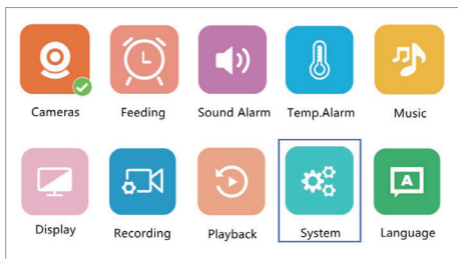 Cameras Feeding Sound Alarm Temp.Alarm Music
A
Display Recording Playback System Language